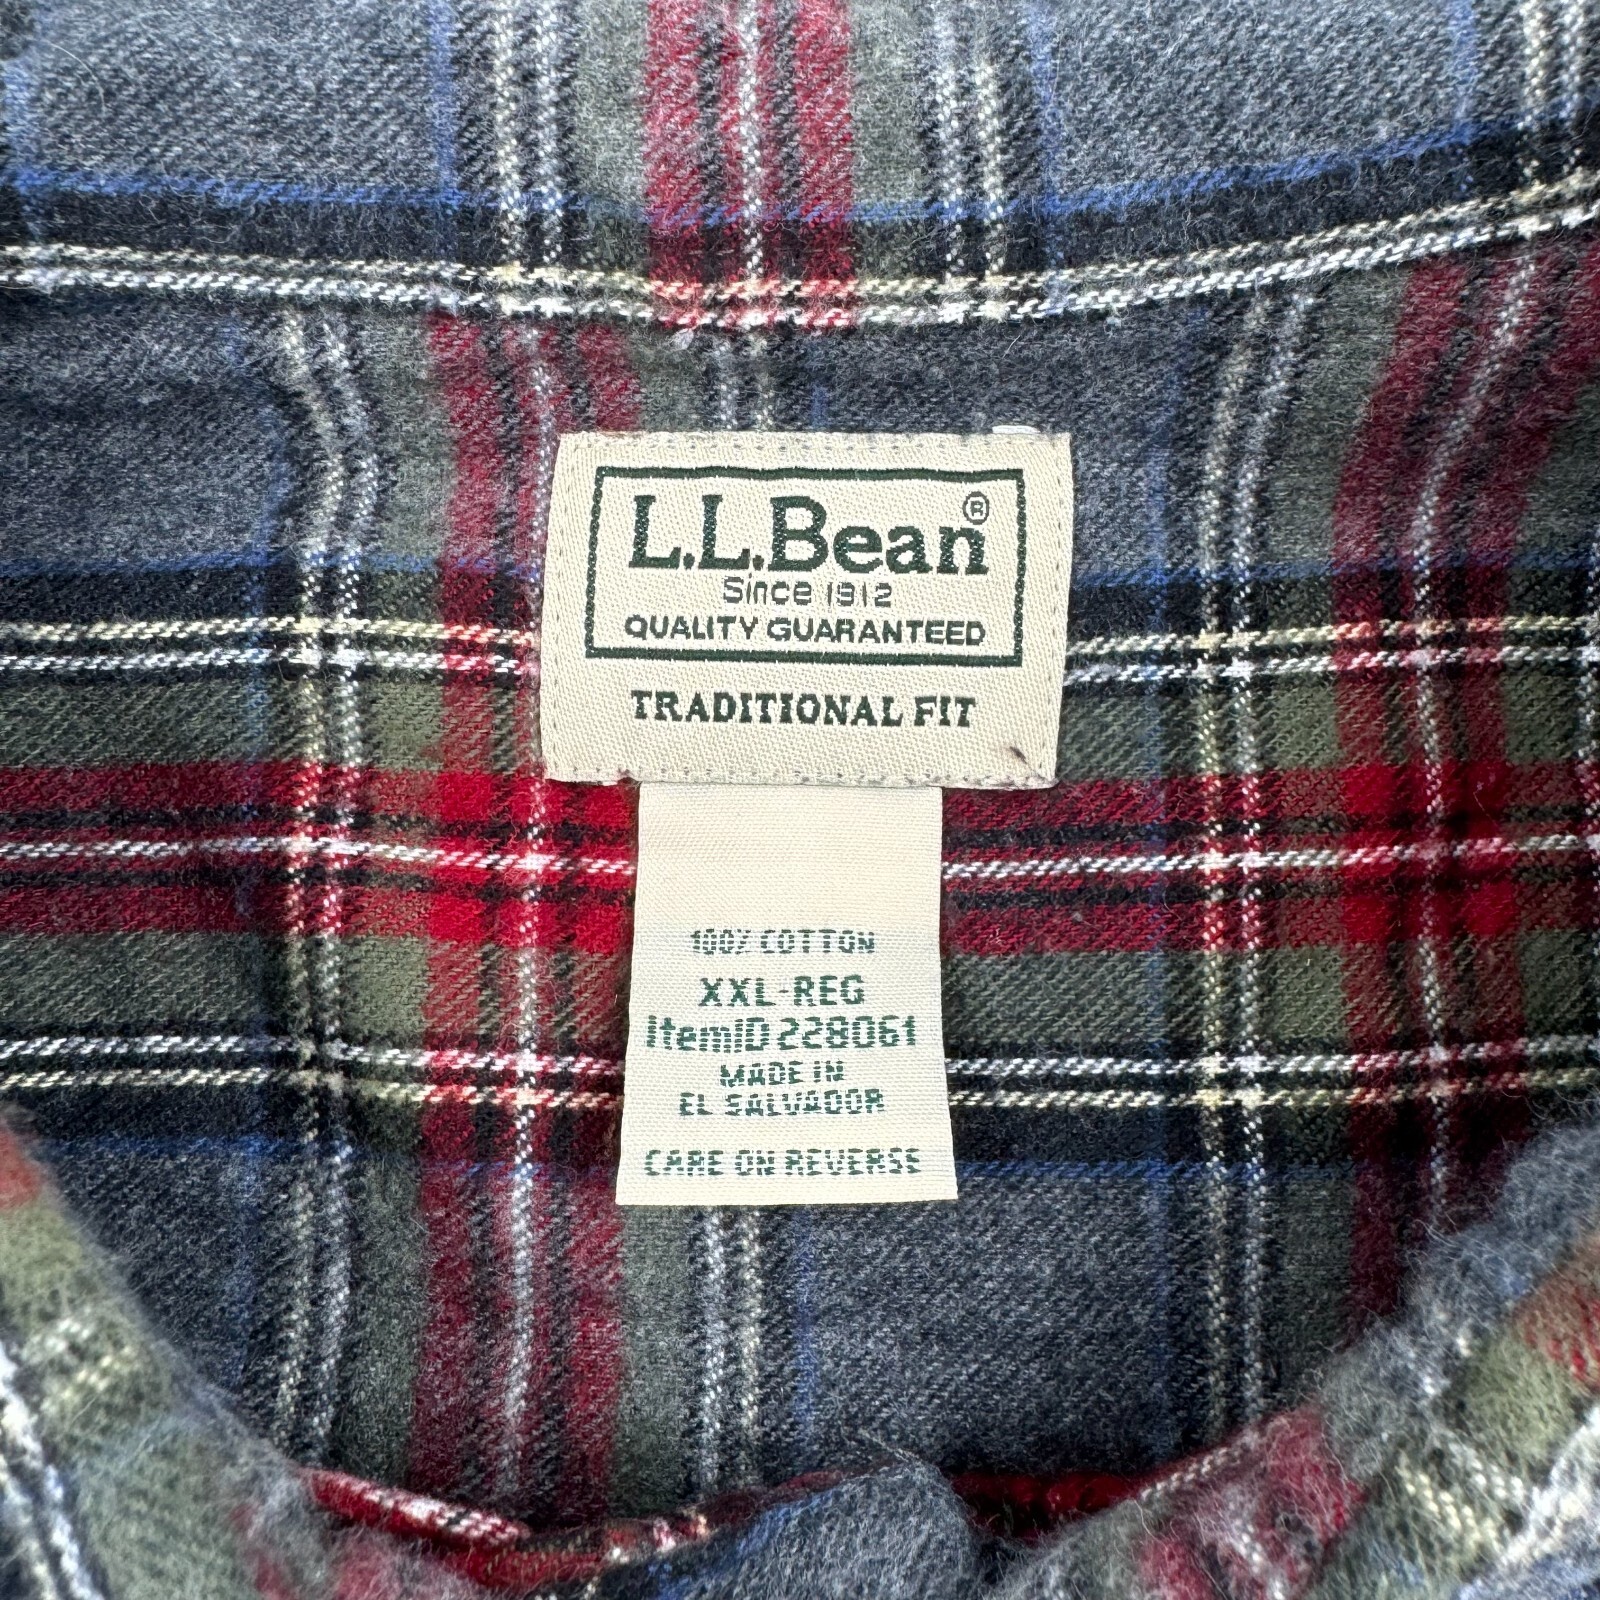 L.L.Bean®
Since 1912
QUALITY GUARANTEED
TRADITIONAL FIT
100% COTTON
XXL-REG
ItemID 228061
MADE IN
EL SALVADOR
CARE ON REVERSE